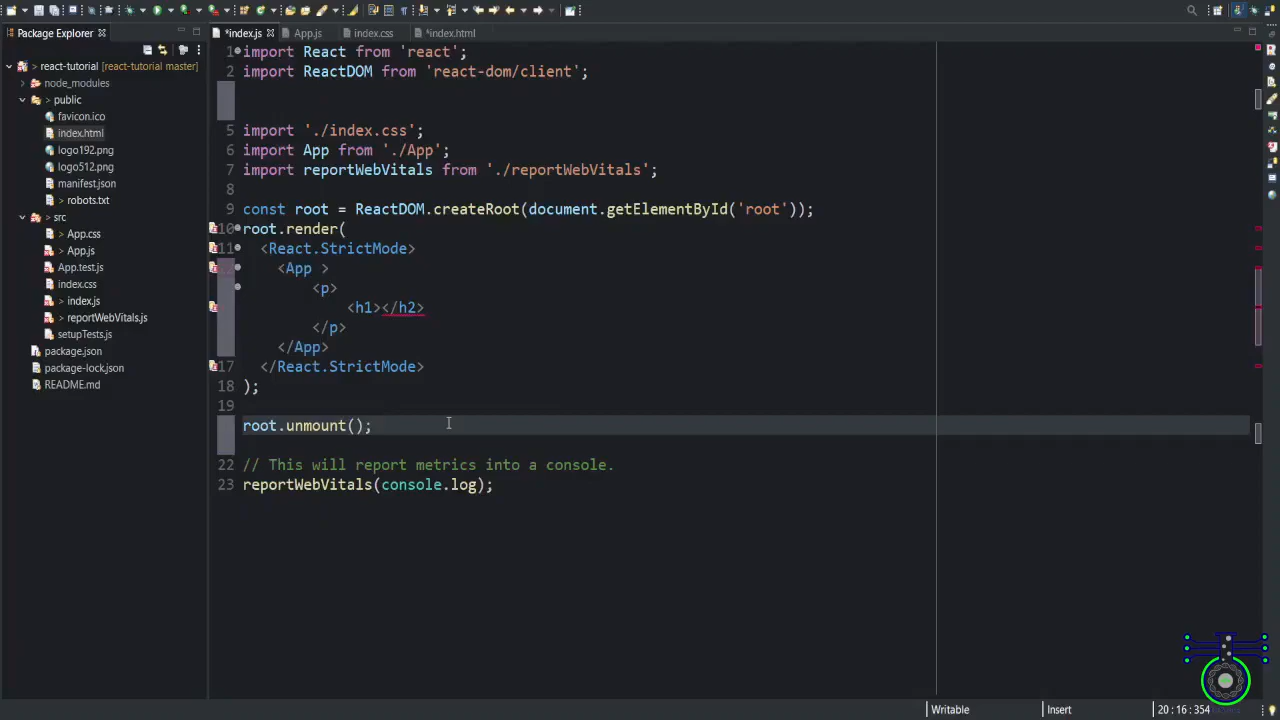 Package Explorer
react-tutorial [react-tutorial master]
node_modules
public
favicon.ico
index.html
logo192.png
logo512.png
manifest.json
robots.txt
src
App.css
App.js
App.test.js
index.css
index.js
reportWebVitals.js
setupTests.js
package.json
package-lock.json
README.md
*index.js App.js index.css *index.html
1 import React from 'react';
2 import ReactDOM from 'react-dom/client';
5 import './index.css';
6 import App from './App';
7 import reportWebVitals from './reportWebVitals';
8
9 const root = ReactDOM.createRoot(document.getElementById('root'));
10 root.render(
11 <React.StrictMode>
<App >
<p>
<h1></h2>
</p>
</App>
17 </React.StrictMode>
18 );
19
root.unmount();
22 // This will report metrics into a console.
23 reportWebVitals(console.log);
Writable Insert 20 : 16 : 354